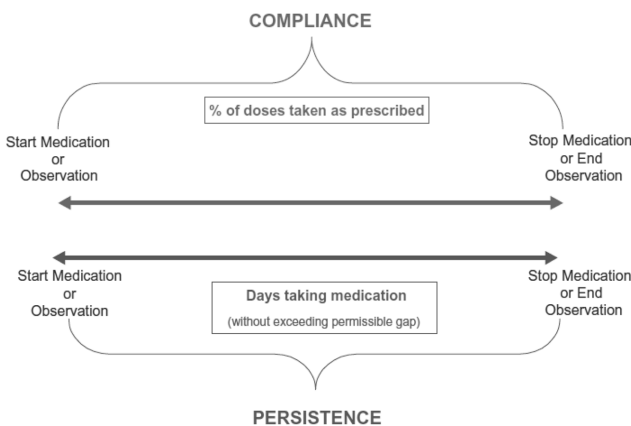 COMPLIANCE
% of doses taken as prescribed
Start Medication
or
Observation
Stop Medication
or End
Observation
Start Medication
or
Observation
Days taking medication
(without exceeding permissible gap)
Stop Medication
or End
Observation
PERSISTENCE